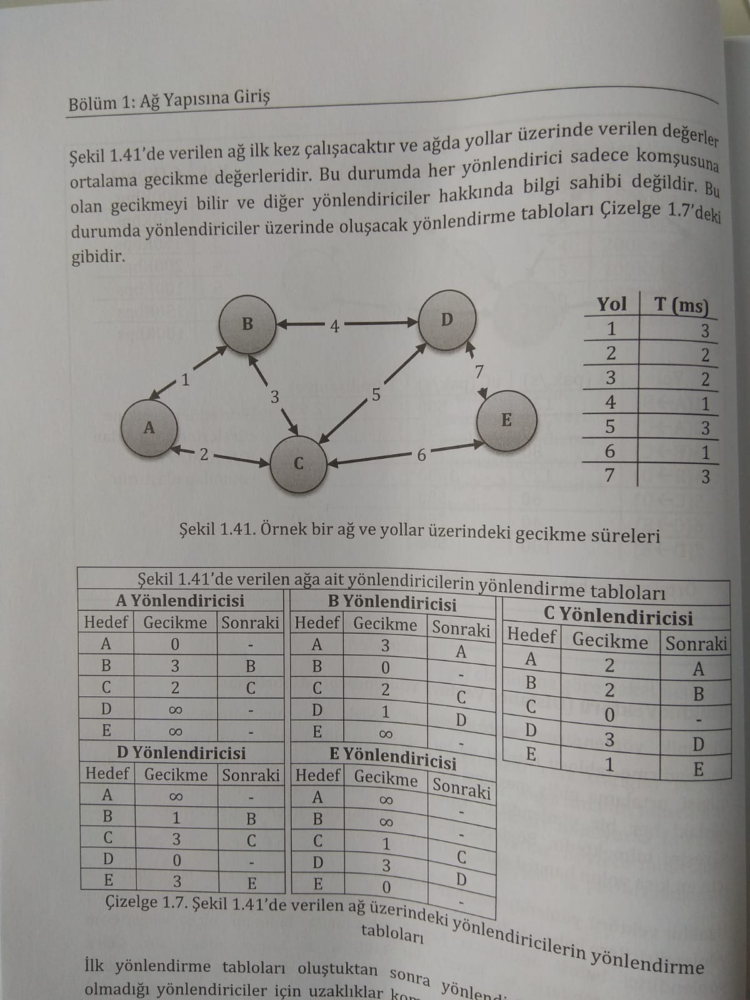 Bölüm 1: Ağ Yapısına Giriş
Şekil 1.41'de verilen ağ ilk kez çalışacaktır ve ağda yollar üzerinde verilen değerler
ortalama gecikme değerleridir. Bu durumda her yönlendirici sadece komşusuna
olan gecikmeyi bilir ve diğer yönlendiriciler hakkında bilgi sahibi değildir. Bu
durumda yönlendiriciler üzerinde oluşacak yönlendirme tabloları Çizelge 1.7'deki
gibidir.
B 4 D
1 3 5 7
A E
2 6
C
Yol T (ms)
1 3
2 2
3 2
4 1
5 3
6 1
7 3
Şekil 1.41. Örnek bir ağ ve yollar üzerindeki gecikme süreleri
Şekil 1.41'de verilen ağa ait yönlendiricilerin yönlendirme tabloları
A Yönlendiricisi
Hedef Gecikme Sonraki
A 0 -
B 3 B
C 2 C
D ∞ -
E ∞ -
B Yönlendiricisi
Hedef Gecikme Sonraki
A 3 A
B 0 -
C 2 C
D 1 D
E ∞ -
C Yönlendiricisi
Hedef Gecikme Sonraki
A 2 A
B 2 B
C 0 -
D 3 D
E 1 E
D Yönlendiricisi
Hedef Gecikme Sonraki
A ∞ -
B 1 B
C 3 C
D 0 -
E 3 E
E Yönlendiricisi
Hedef Gecikme Sonraki
A ∞ -
B ∞ -
C 1 C
D 3 D
E 0 -
Çizelge 1.7. Şekil 1.41'de verilen ağ üzerindeki yönlendiricilerin yönlendirme
tabloları
İlk yönlendirme tabloları oluştuktan sonra
olmadığı yönlendiriciler için uzaklıklar